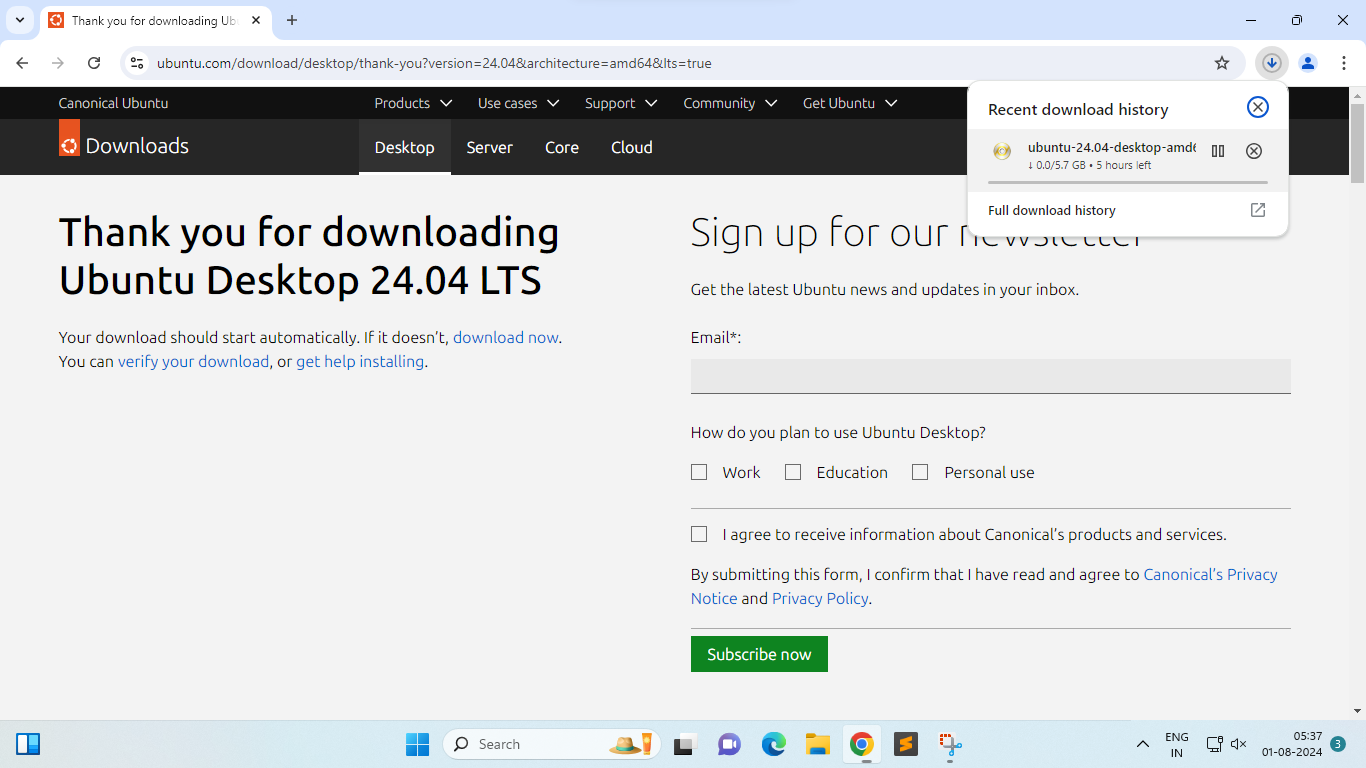 Thank you for downloading Ub
ubuntu.com/download/desktop/thank-you?version=24.04&architecture=amd64&lts=true
Canonical Ubuntu
Products
Use cases
Support
Community
Get Ubuntu
Downloads
Desktop
Server
Core
Cloud
Recent download history
ubuntu-24.04-desktop-amd6
↓ 0.0/5.7 GB • 5 hours left
Full download history
Thank you for downloading
Ubuntu Desktop 24.04 LTS
Your download should start automatically. If it doesn’t, download now.
You can verify your download, or get help installing.
Sign up for our newsletter
Get the latest Ubuntu news and updates in your inbox.
Email*:
How do you plan to use Ubuntu Desktop?
Work
Education
Personal use
I agree to receive information about Canonical’s products and services.
By submitting this form, I confirm that I have read and agree to Canonical’s Privacy
Notice and Privacy Policy.
Subscribe now
Search
ENG
IN
05:37
01-08-2024
3